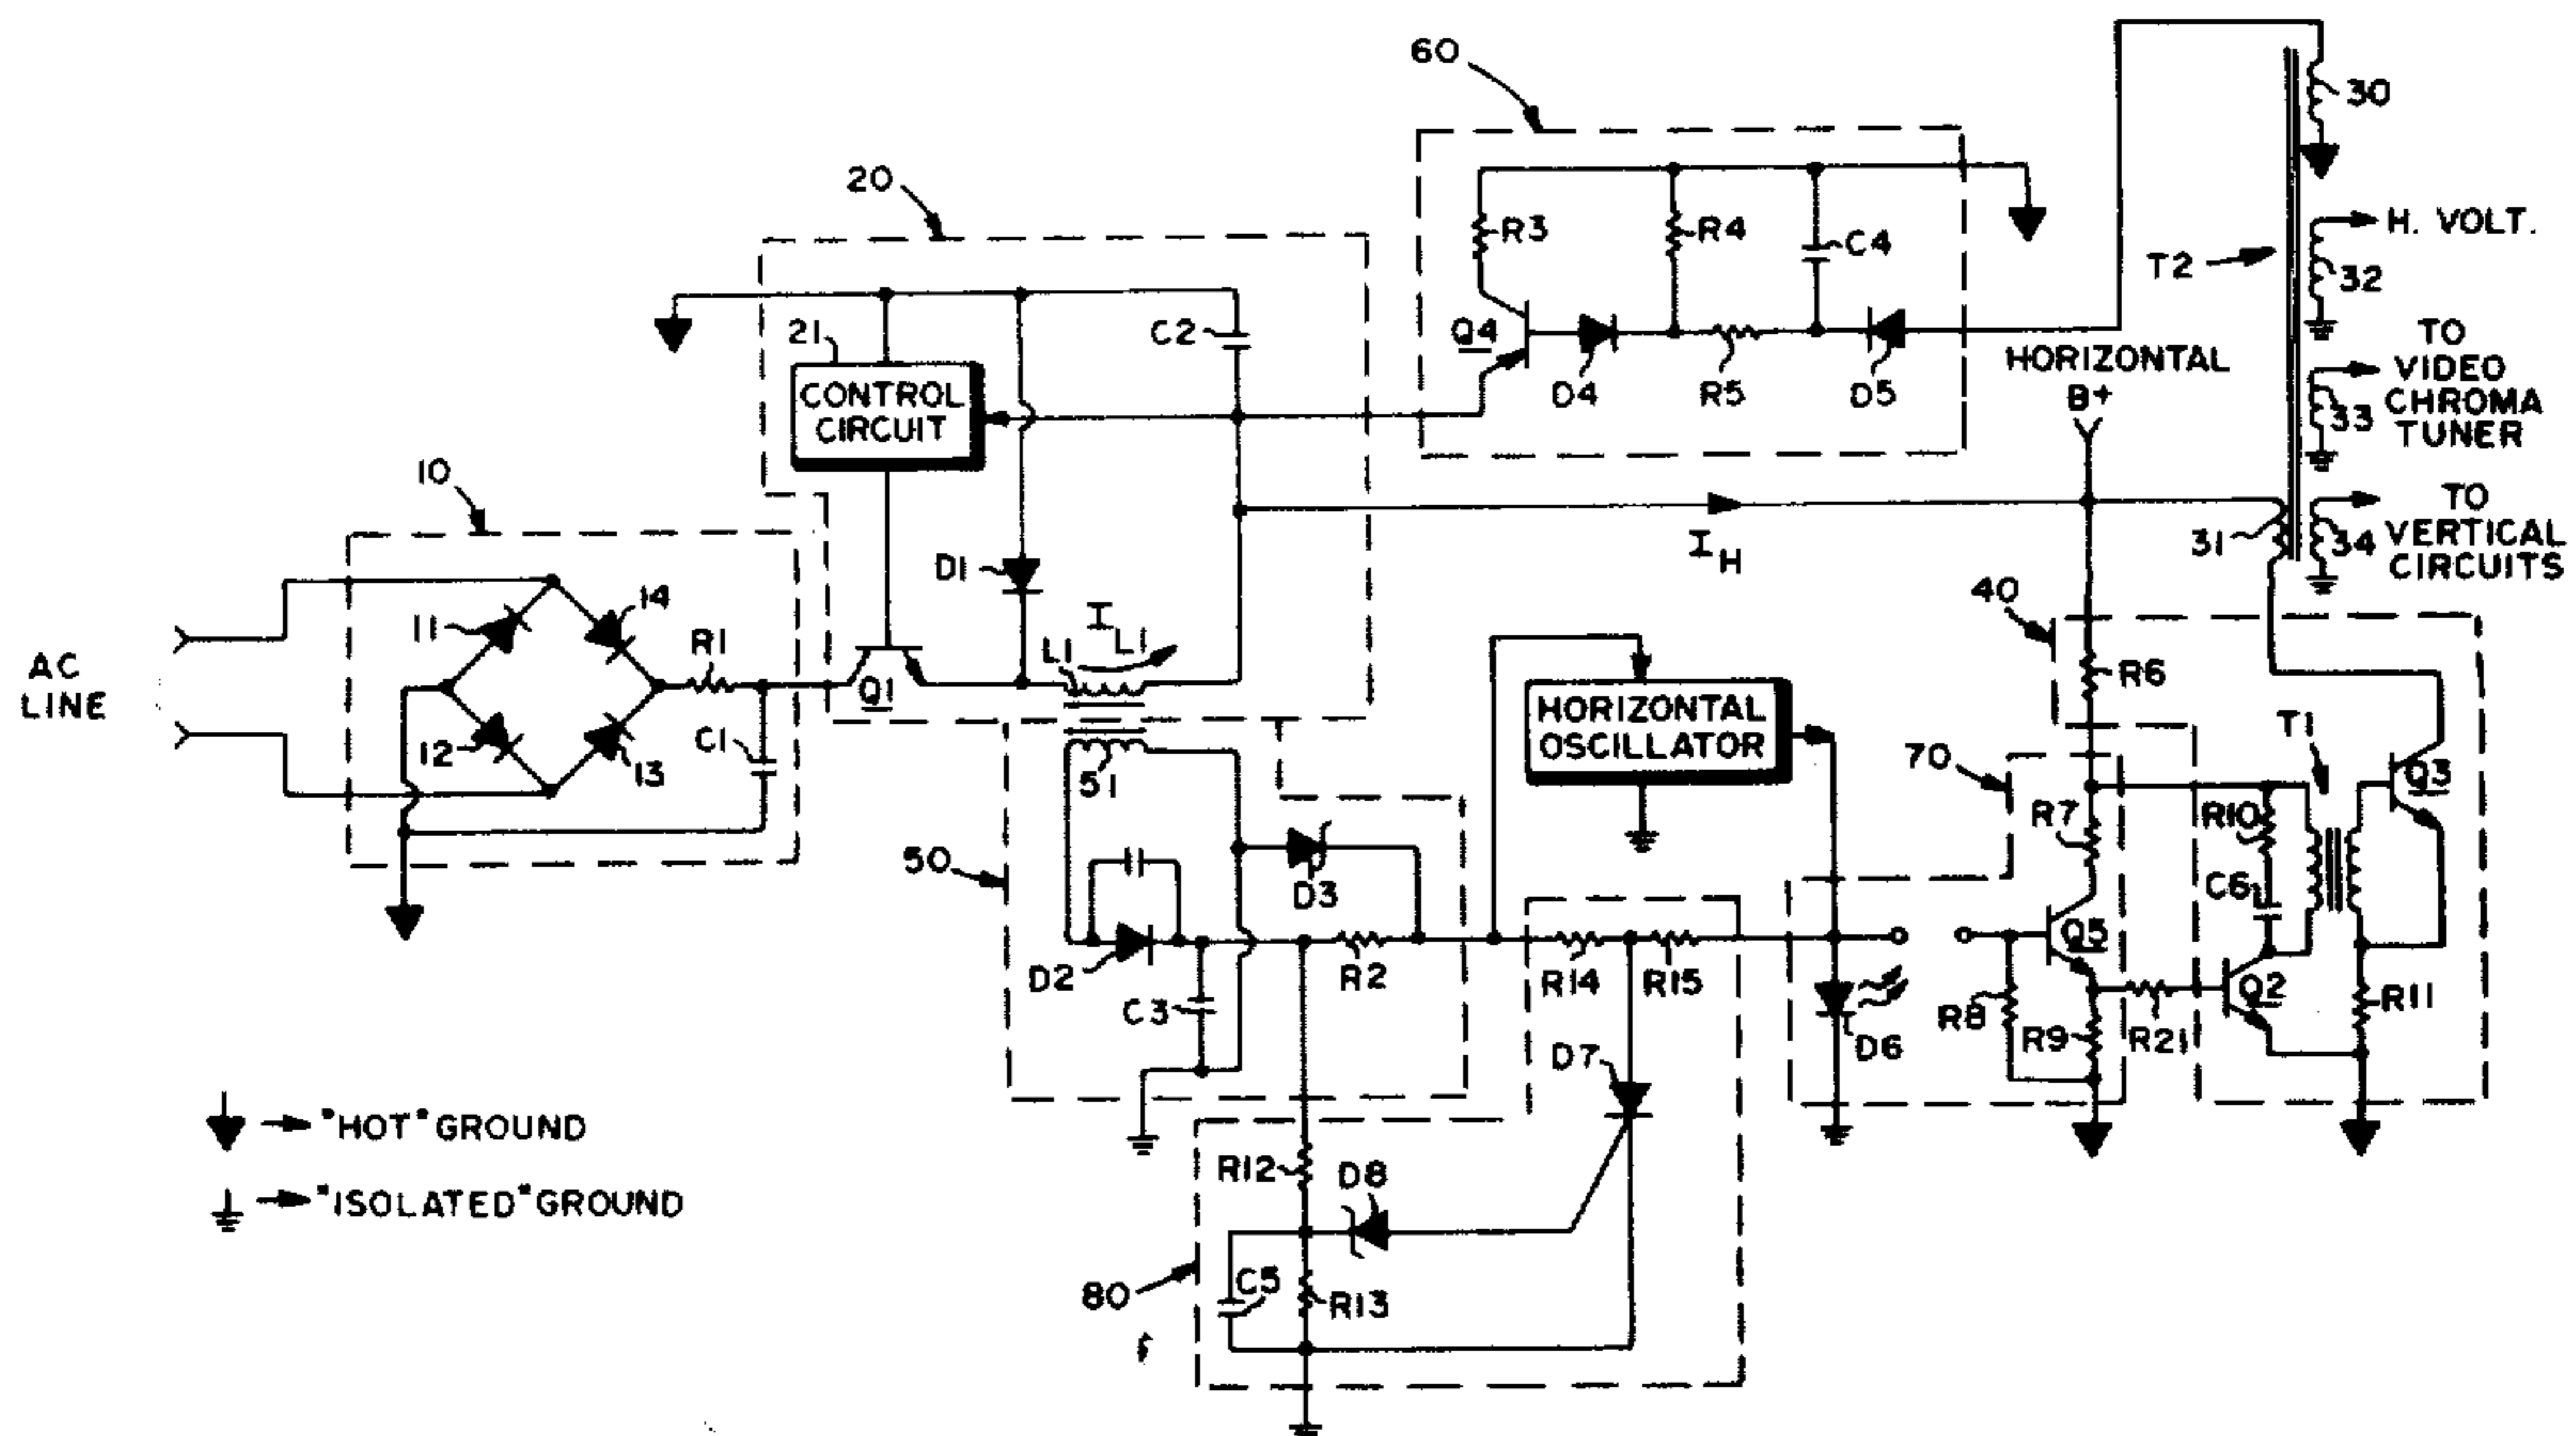 60
30
20
R3
R4
C4
H. VOLT.
T2
32
Q4
D4
R5
D5
HORIZONTAL
B+
TO
VIDEO
CHROMA
TUNER
33
21
C2
CONTROL
CIRCUIT
10
I H
31
34
TO
VERTICAL
CIRCUITS
40
D1
11
14
R1
L1
I L1
AC
LINE
Q1
12
13
C1
51
HORIZONTAL
OSCILLATOR
R6
70
T1
Q3
R7
R10
50
D3
C6
Q5
D2
C3
R2
R14
R15
R8
R9
R21
Q2
R11
D7
D6
"HOT" GROUND
"ISOLATED" GROUND
R12
D8
80
C5
R13